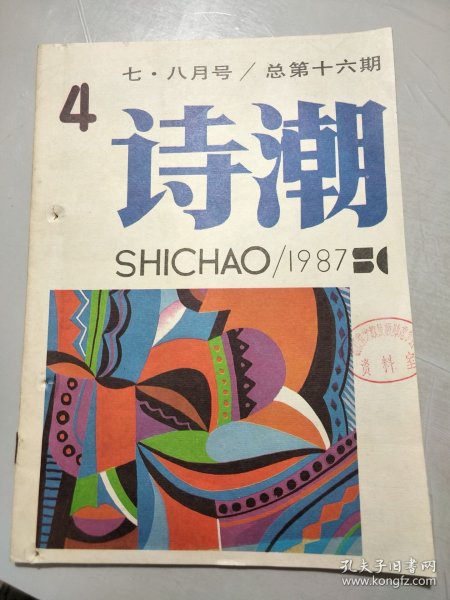 七·八月号/总第十六期
4
诗潮
SHICHAO/1987
资料室
孔夫子旧书网
www.kongfz.com